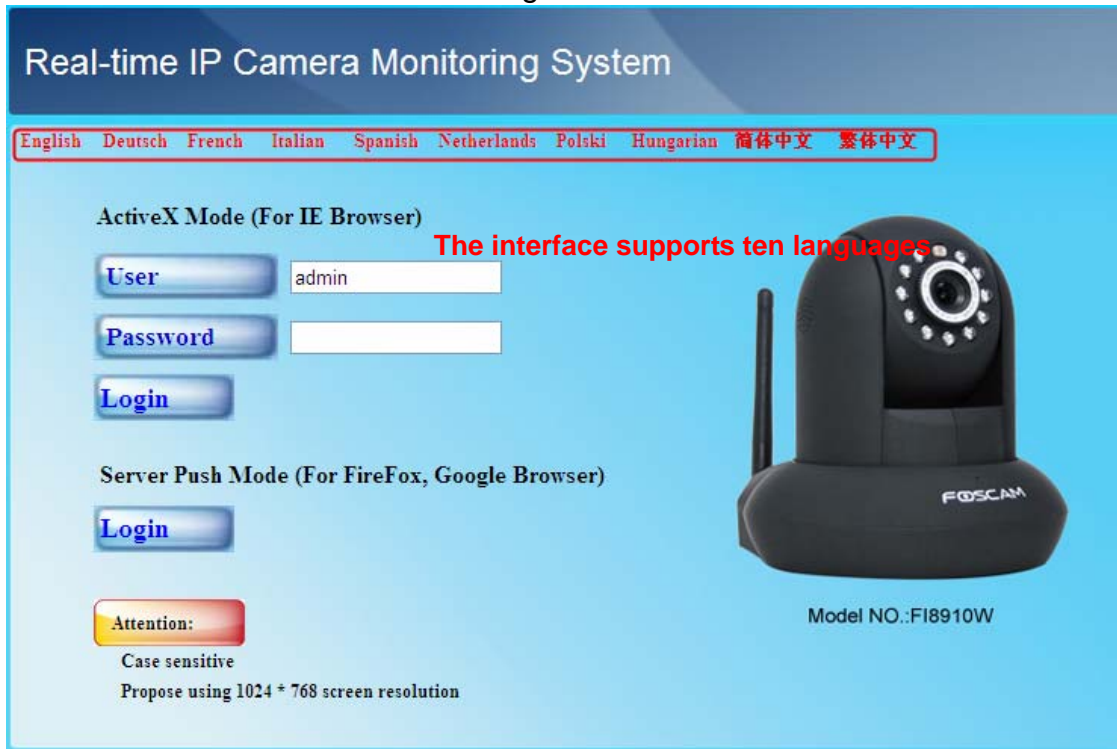 Real-time IP Camera Monitoring System
English Deutsch French Italian Spanish Netherlands Polski Hungarian 简体中文 繁体中文
ActiveX Mode (For IE Browser)
The interface supports ten languages
User admin
Password
Login
Server Push Mode (For FireFox, Google Browser)
Login
FOSCAM
Attention:
Model NO.:FI8910W
Case sensitive
Propose using 1024 * 768 screen resolution